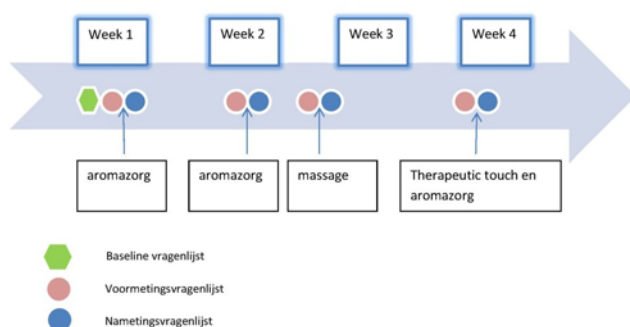 Week 1
Week 2
Week 3
Week 4
aromazorg
aromazorg
massage
Therapeutic touch en
aromazorg
Baseline vragenlijst
Voormetingsvragenlijst
Nametingsvragenlijst